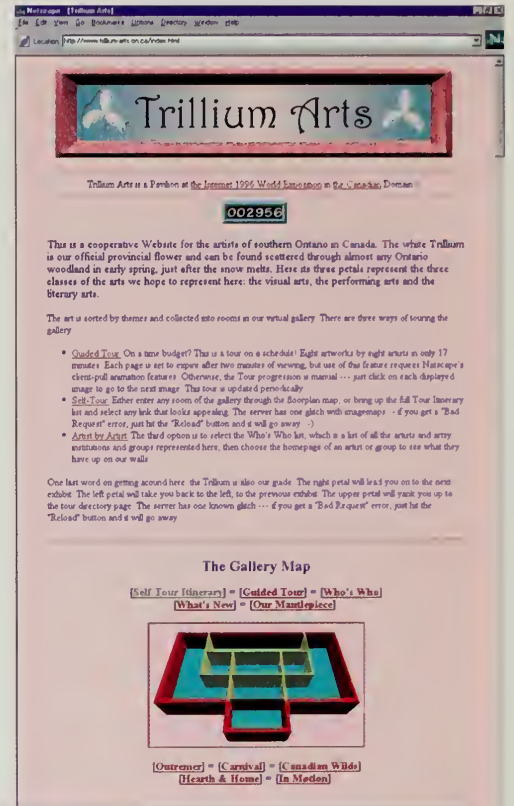 Netscape - [Trillium Arts]
File Edit View Go Bookmarks Options Directory Window Help
Location: http://www.trillium-arts.on.ca/index.html
Trillium Arts
Trillium Arts is a Pavilion at the Internet 1996 World Exposition in the Canadian Domain
002956
This is a cooperative Website for the artists of southern Ontario in Canada. The white Trillium
is our official provincial flower and can be found scattered through almost any Ontario
woodland in early spring, just after the snow melts. Here its three petals represent the three
classes of the arts we hope to represent here: the visual arts, the performing arts and the
literary arts.
The art is sorted by themes and collected into rooms in our virtual gallery. There are three ways of touring the
gallery
• Guided Tour On a time budget? This is a tour on a schedule! Eight artworks by eight artists in only 17
minutes. Each page is set to expire after two minutes of viewing, but use of this feature requires Netscape's
client-pull animation features. Otherwise, the Tour progression is manual --- just click on each displayed
image to go to the next image. This tour is updated periodically.
• Self-Tour Either enter any room of the gallery through the floorplan map, or bring up the full Tour Itinerary
list and select any link that looks appealing. The server has one glitch with imagemaps - if you get a "Bad
Request" error, just hit the "Reload" button and it will go away :-)
• Artist by Artist The third option is to select the Who's Who list, which is a list of all the artists and artsy
institutions and groups represented here, then choose the homepage of an artist or group to see what they
have up on our walls
One last word on getting around here: the Trillium is also our guide. The right petal will lead you on to the next
exhibit. The left petal will take you back to the left, to the previous exhibit. The upper petal will yank you up to
the tour directory page. The server has one known glitch --- if you get a "Bad Request" error, just hit the
"Reload" button and it will go away
The Gallery Map
[Self Tour Itinerary] = [Guided Tour] = [Who's Who]
[What's New] = [Our Mantlepiece]
[Outremer] = [Carnival] = [Canadian Wilds]
[Hearth & Home] = [In Motion]